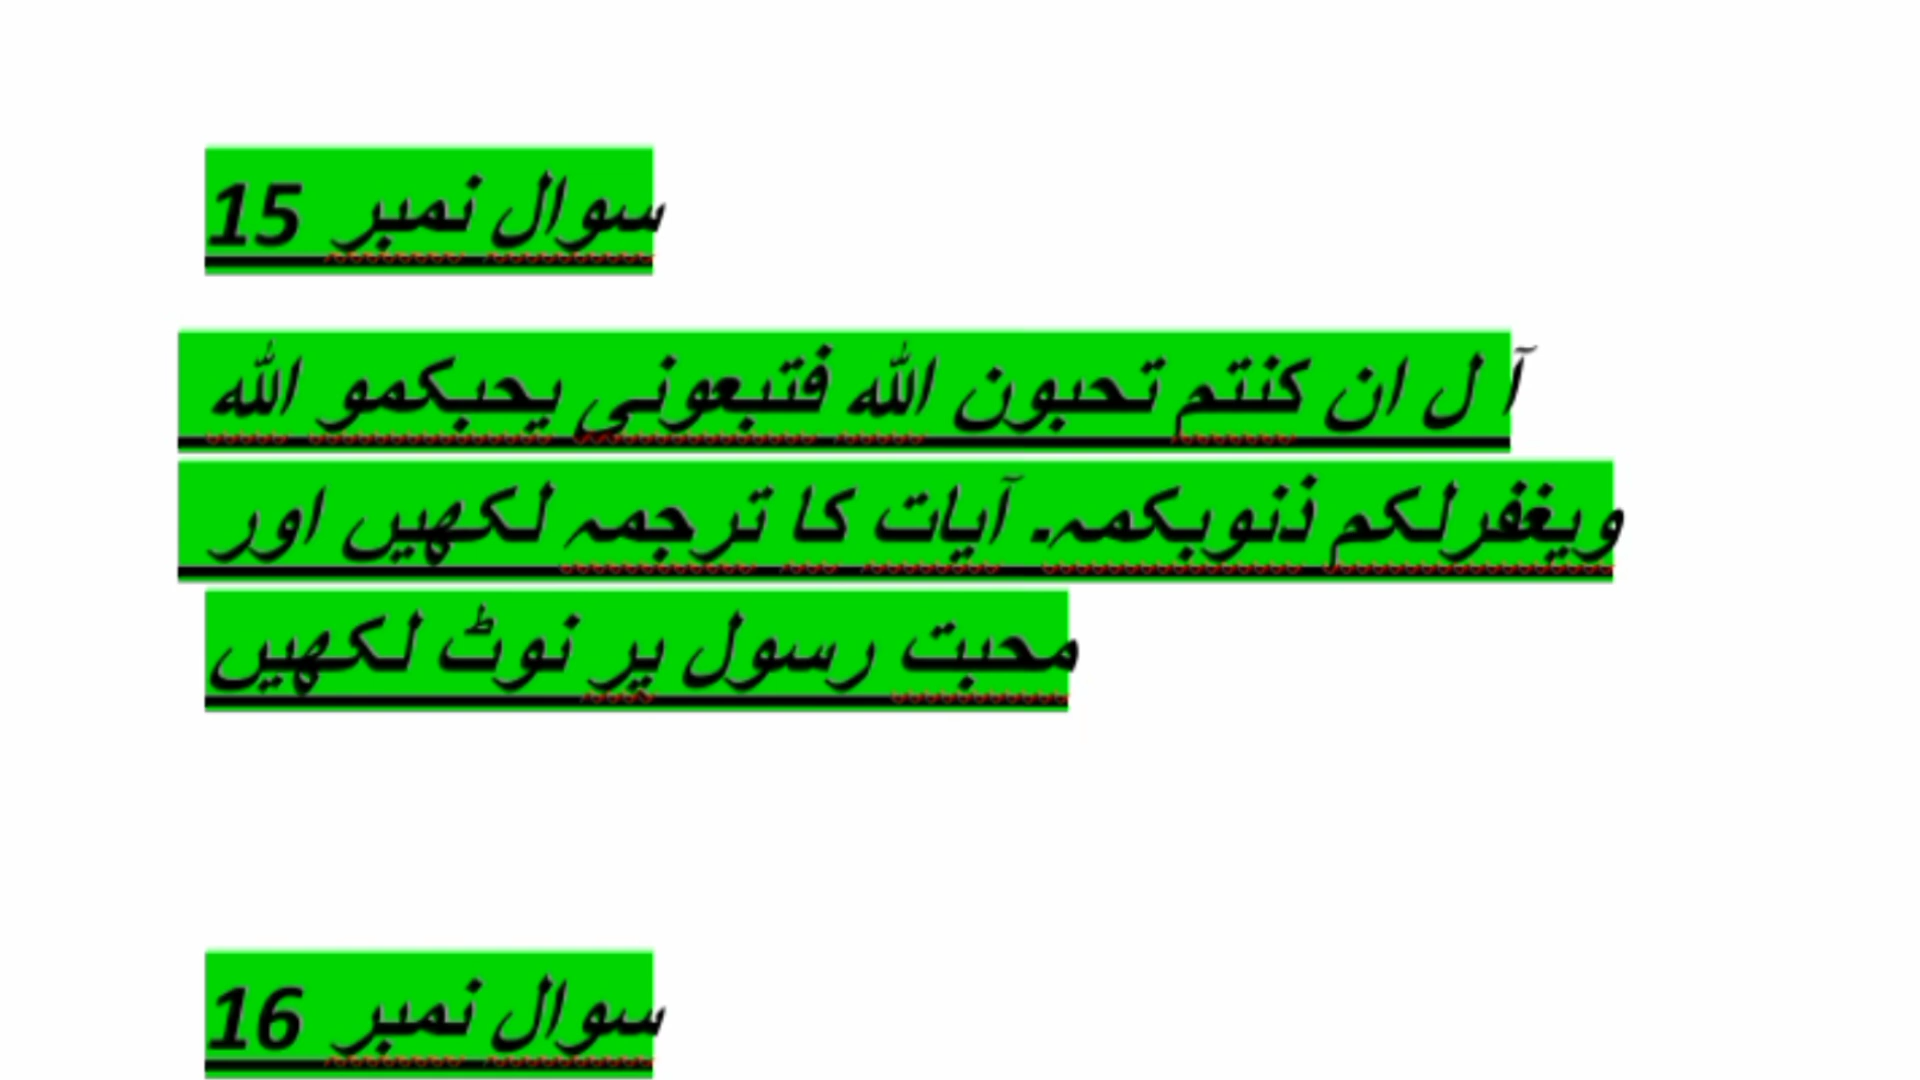 سوال نمبر 15
آ ل ان کنتم تحبون اللہ فتبعونی یحبکمو اللہ
ویغفرلکم ذنوبکمہ۔ آیات کا ترجمہ لکھیں اور
محبت رسول پر نوٹ لکھیں
سوال نمبر 16